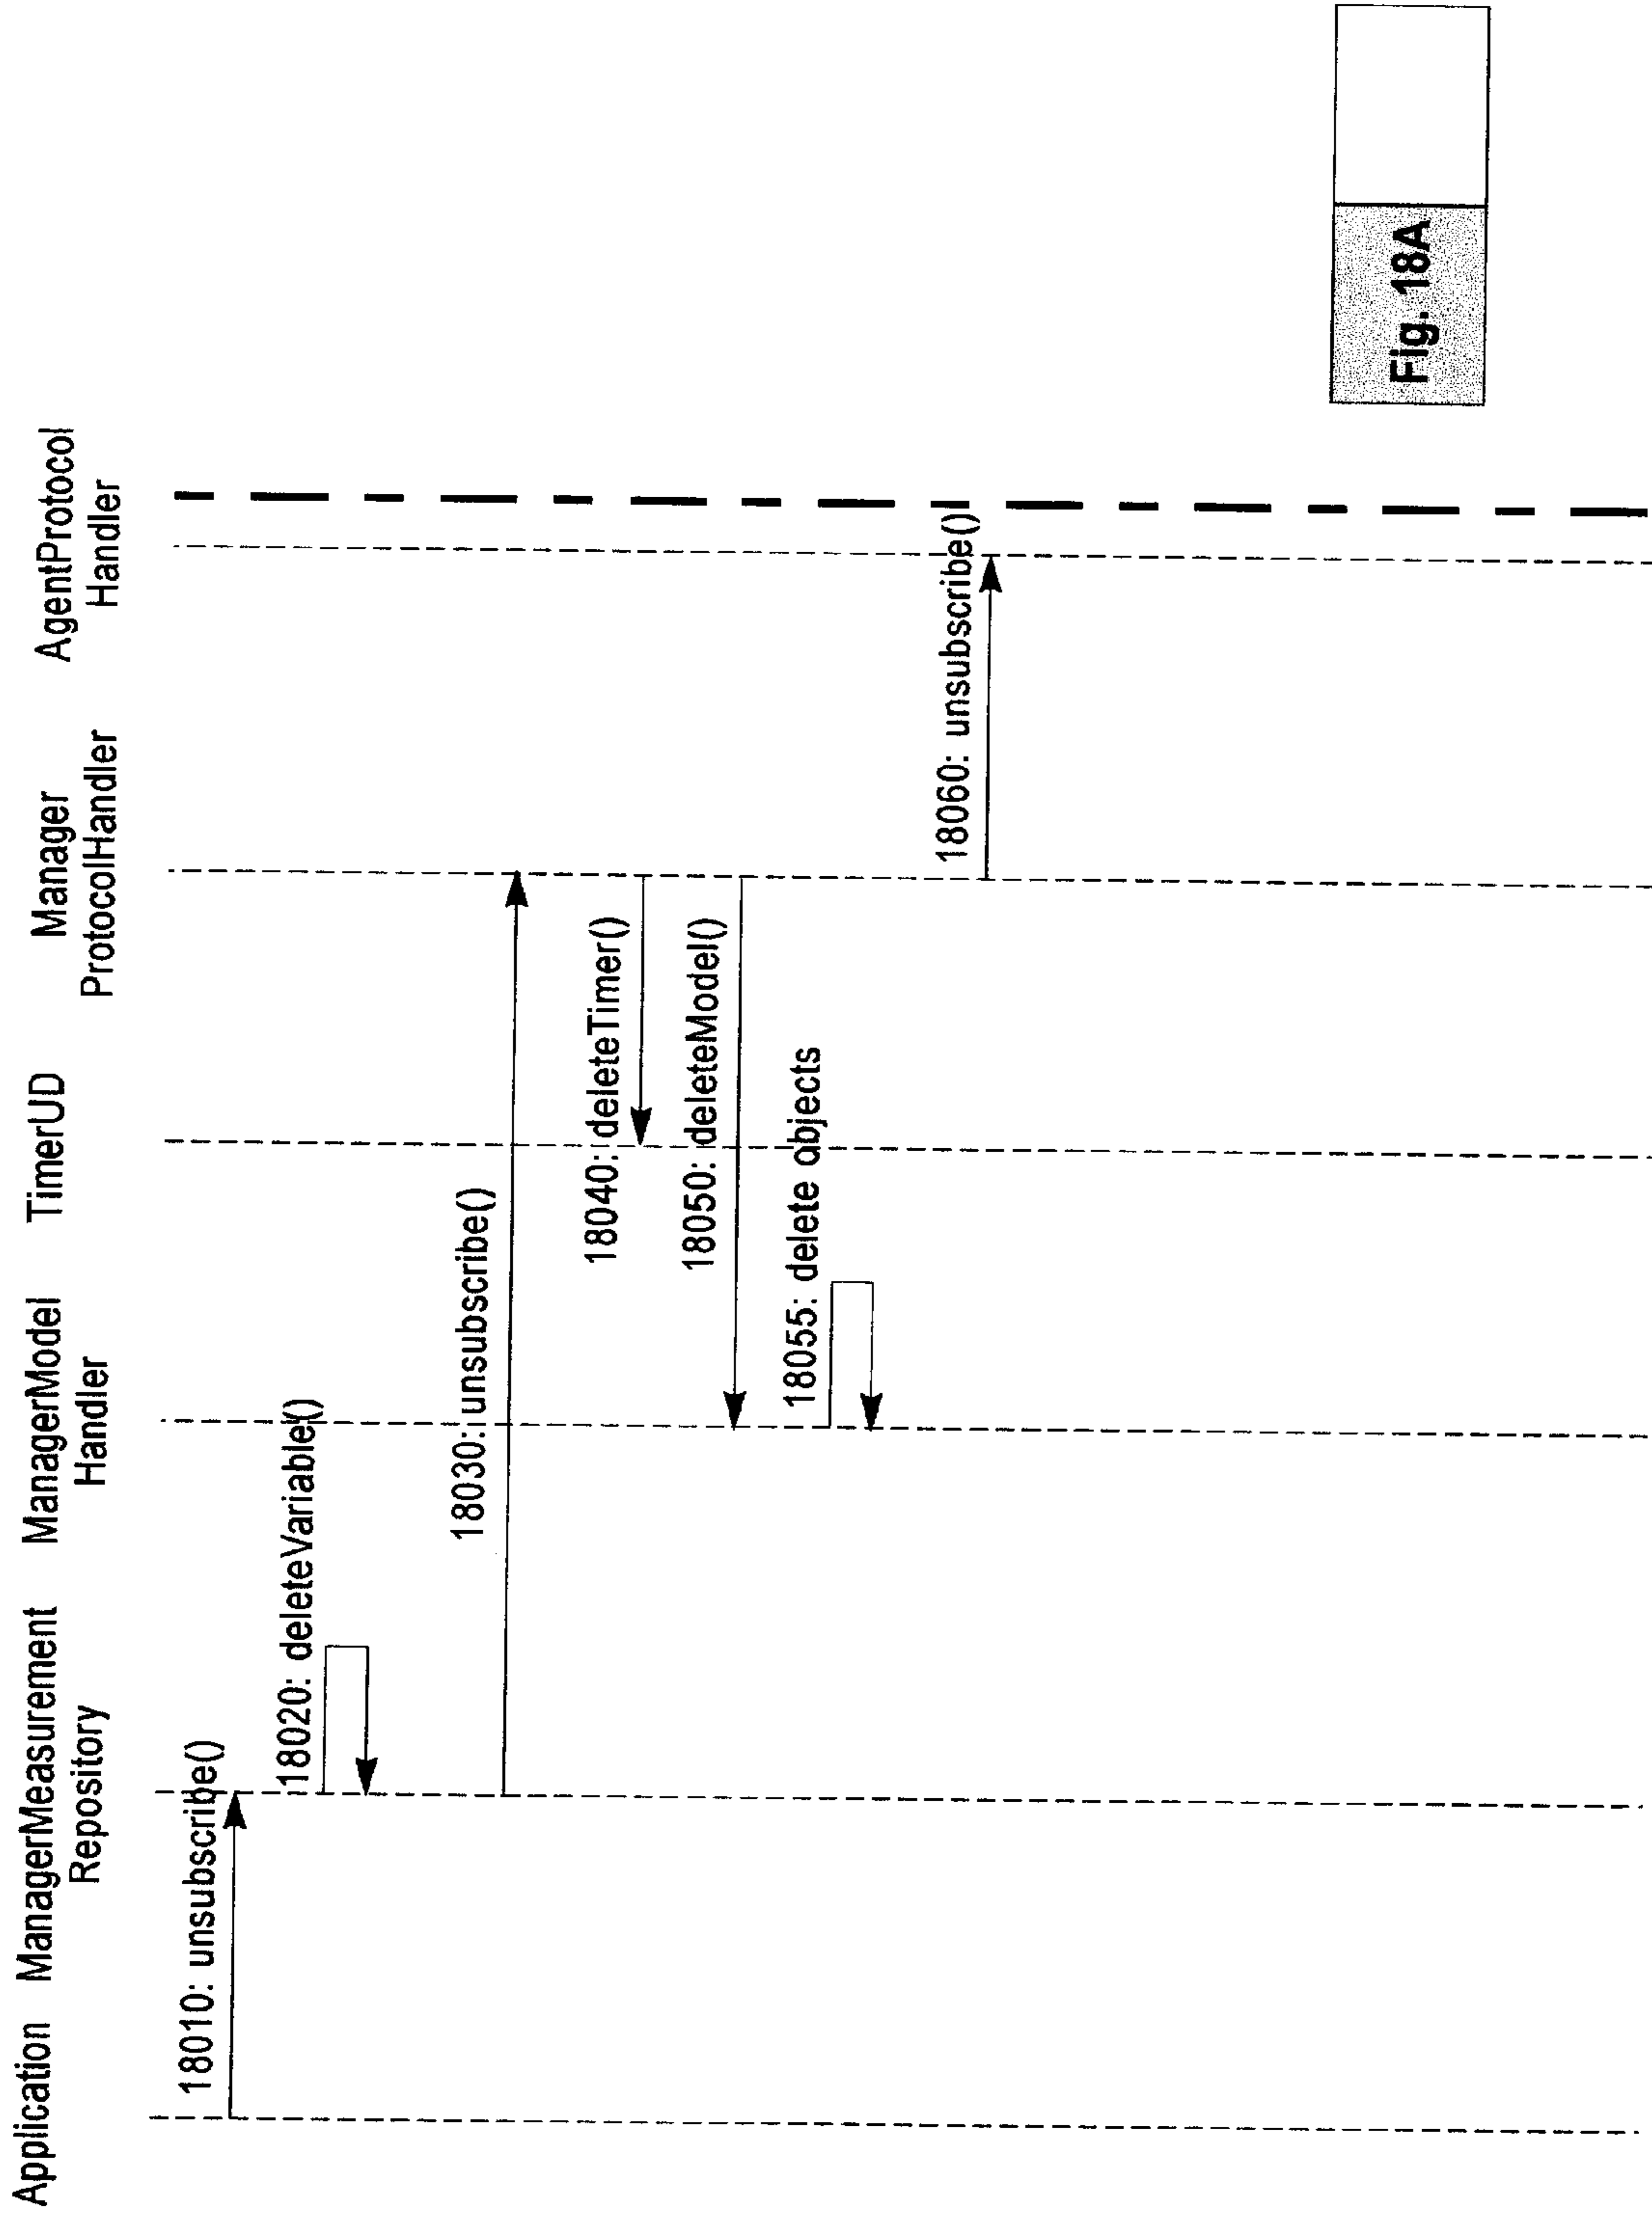 Application
ManagerMeasurement
Repository
ManagerModel
Handler
TimerUD
Manager
ProtocolHandler
AgentProtocol
Handler
18010: unsubscribe()
18020: deleteVariable()
18030: unsubscribe()
18040: deleteTimer()
18050: deleteModel()
18055: delete objects
18060: unsubscribe()
Fig. 18A